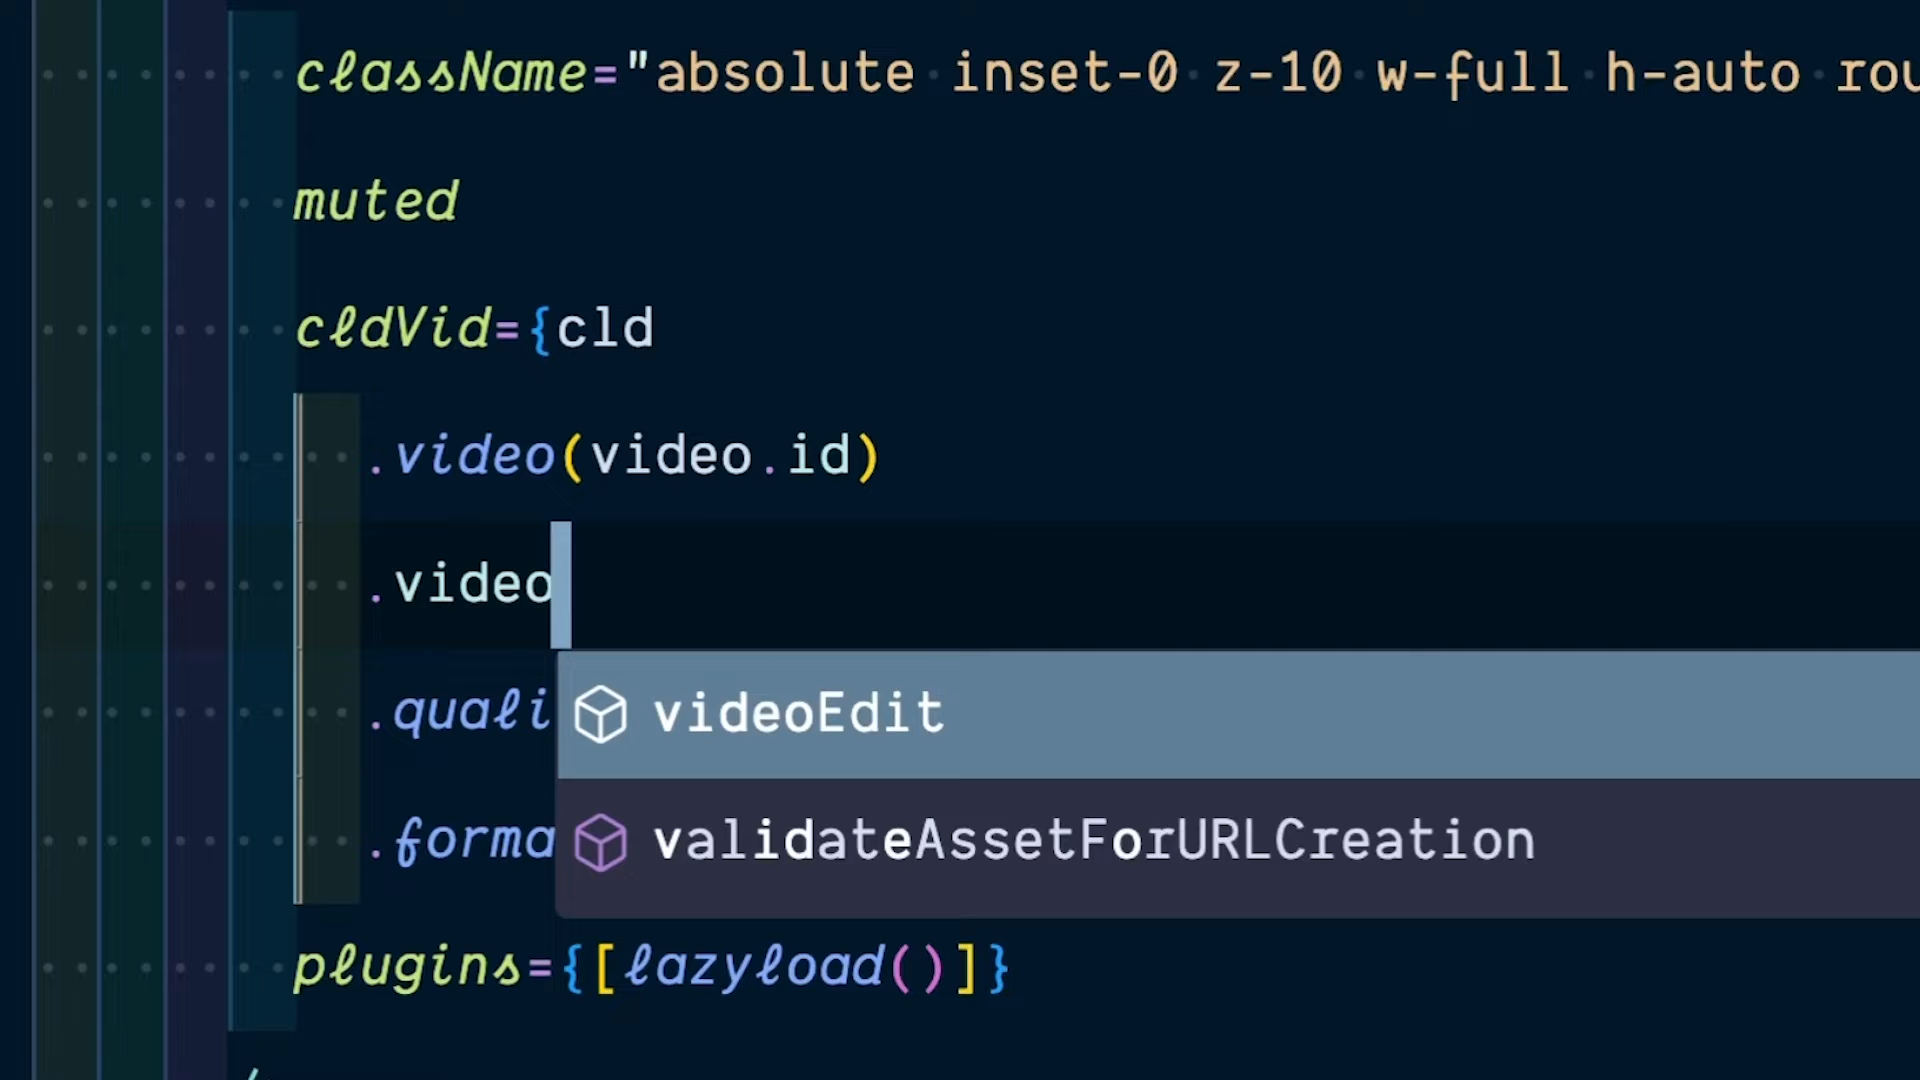 className="absolute inset-0 z-10 w-full h-auto rou
muted
cldVid={cld
.video(video.id)
.video
.quali
videoEdit
.forma
validateAssetForURLCreation
plugins={[lazyload()]}